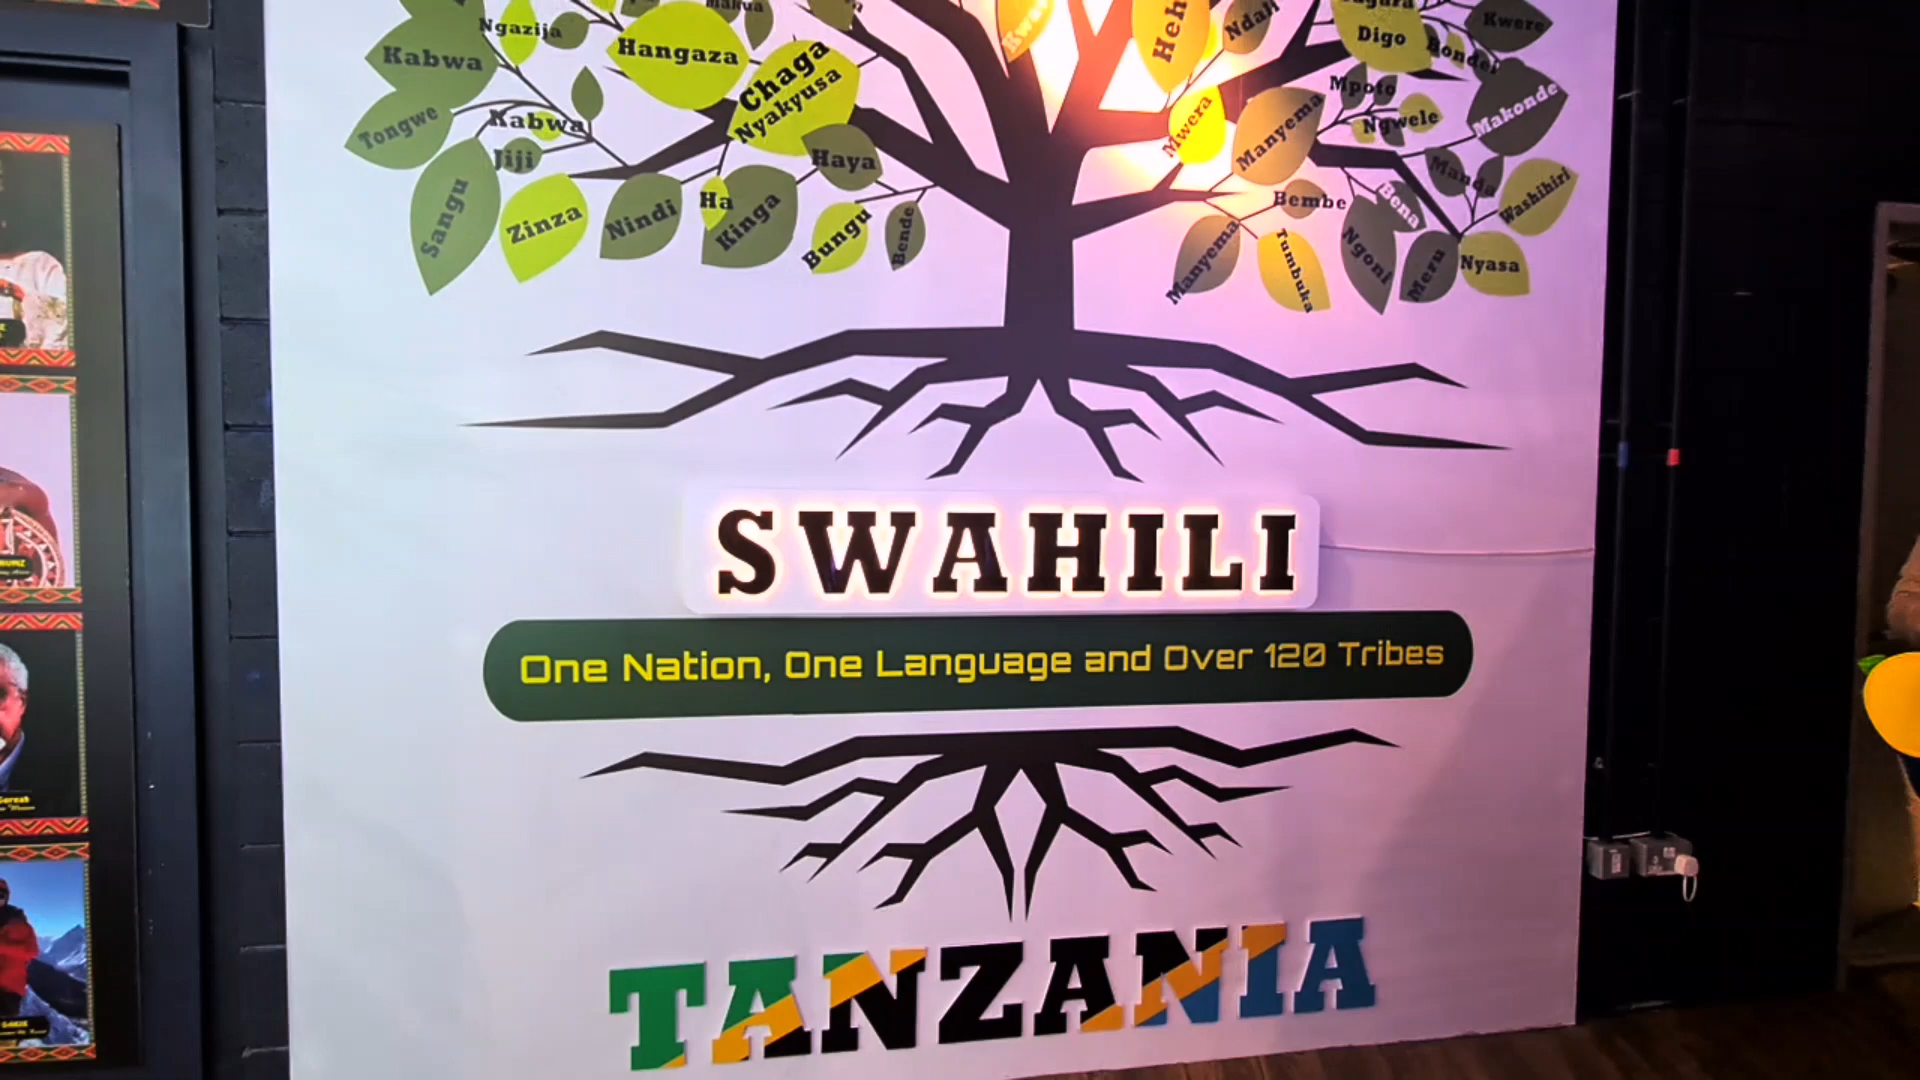 Ngazija
Kabwa
Hangaza
Chaga
Nyakyusa
Tongwe
Kabwa
Jiji
Haya
Sangu
Zinza
Nindi
Ha
Kinga
Bungu
Bende
Heh
Ndali
Digo
Kwere
Bondei
Mpoto
Makonde
Mwera
Manyema
Ngwele
Manda
Washihiri
Bembe
Bena
Manyema
Tumbuka
Ngoni
Meru
Nyasa
SWAHILI
One Nation, One Language and Over 120 Tribes
TANZANIA